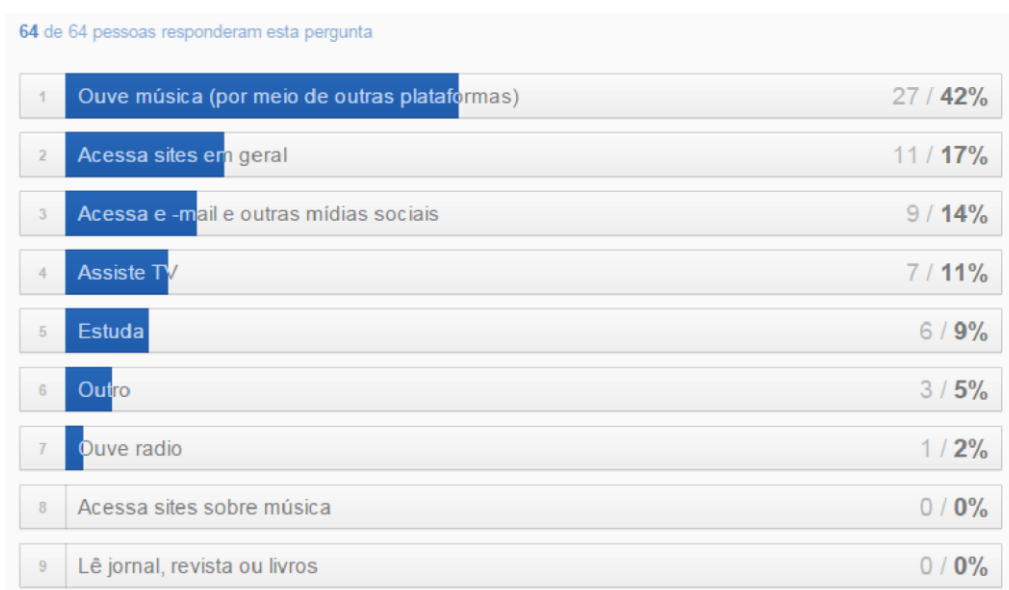 64 de 64 pessoas responderam esta pergunta
1 Ouve música (por meio de outras plataformas) 27 / 42%
2 Acessa sites em geral 11 / 17%
3 Acessa e -mail e outras mídias sociais 9 / 14%
4 Assiste TV 7 / 11%
5 Estuda 6 / 9%
6 Outro 3 / 5%
7 Ouve radio 1 / 2%
8 Acessa sites sobre música 0 / 0%
9 Lê jornal, revista ou livros 0 / 0%